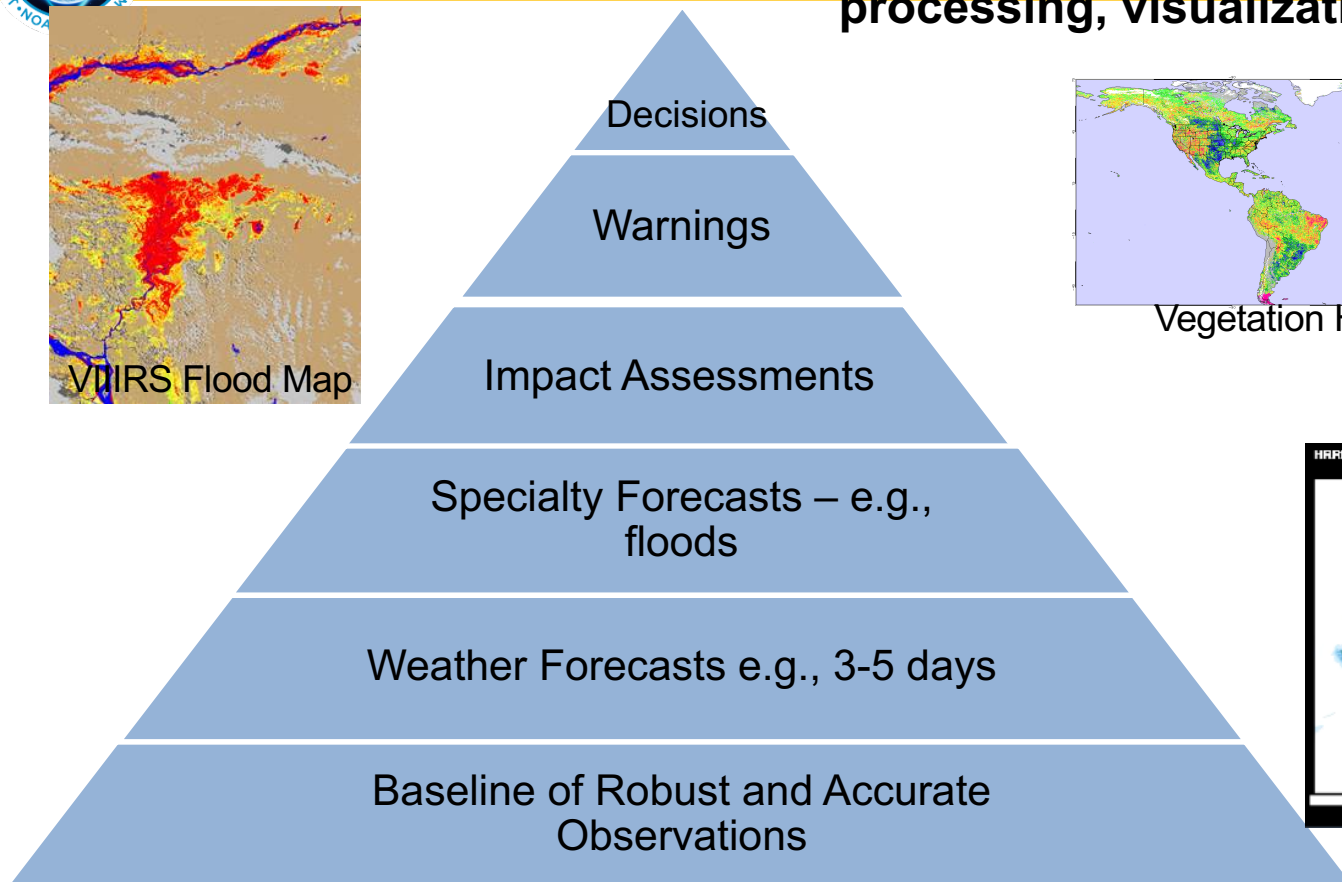 processing, visualizati
Decisions
Warnings
VIIRS Flood Map
Vegetation H
Impact Assessments
Specialty Forecasts – e.g.,
floods
Weather Forecasts e.g., 3-5 days
Baseline of Robust and Accurate
Observations